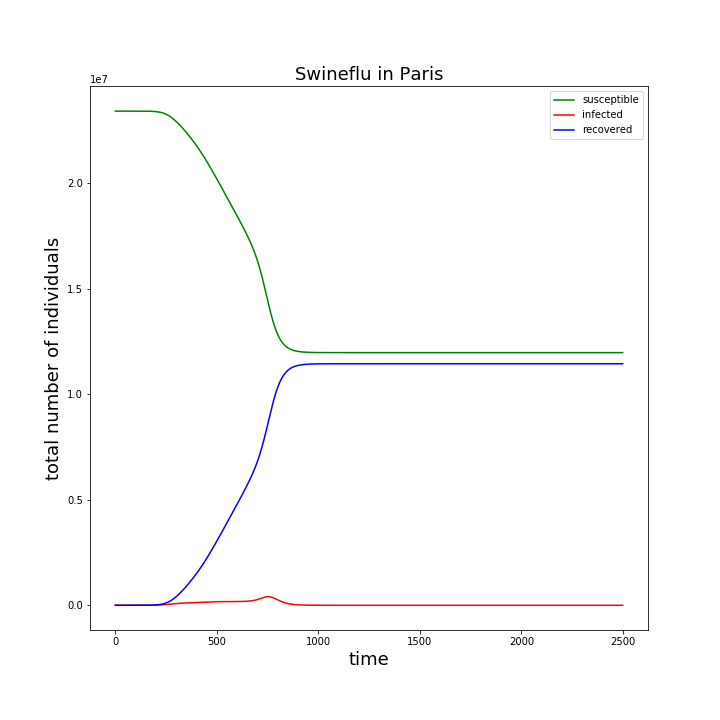 Swineflu in Paris
1e7
susceptible
infected
recovered
2.0
1.5
1.0
0.5
0.0
total number of individuals
0 500 1000 1500 2000 2500
time